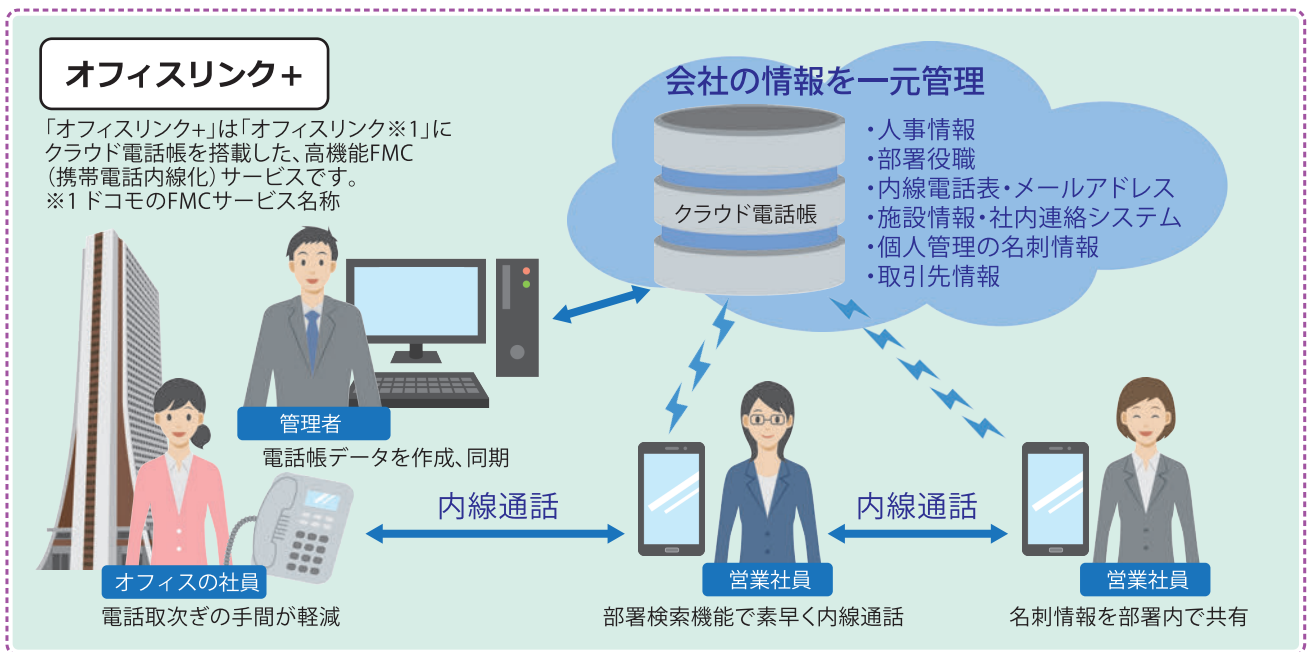 オフィスリンク+
「オフィスリンク+」は「オフィスリンク※1」に
クラウド電話帳を搭載した、高機能FMC
（携帯電話内線化）サービスです。
※1 ドコモのFMCサービス名称
会社の情報を一元管理
クラウド電話帳
・人事情報
・部署役職
・内線電話表・メールアドレス
・施設情報・社内連絡システム
・個人管理の名刺情報
・取引先情報
管理者
電話帳データを作成、同期
内線通話
内線通話
オフィスの社員
電話取次ぎの手間が軽減
営業社員
部署検索機能で素早く内線通話
営業社員
名刺情報を部署内で共有